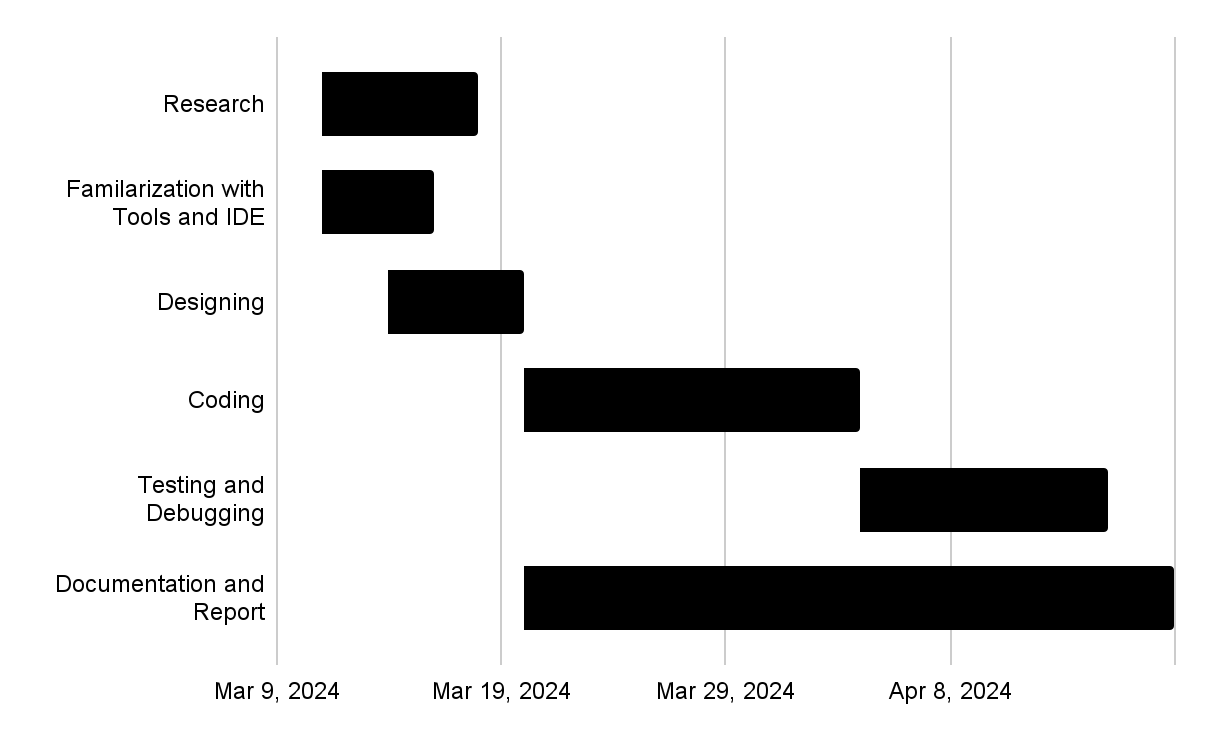 Research
Familarization with
Tools and IDE
Designing
Coding
Testing and
Debugging
Documentation and
Report
Mar 9, 2024
Mar 19, 2024
Mar 29, 2024
Apr 8, 2024